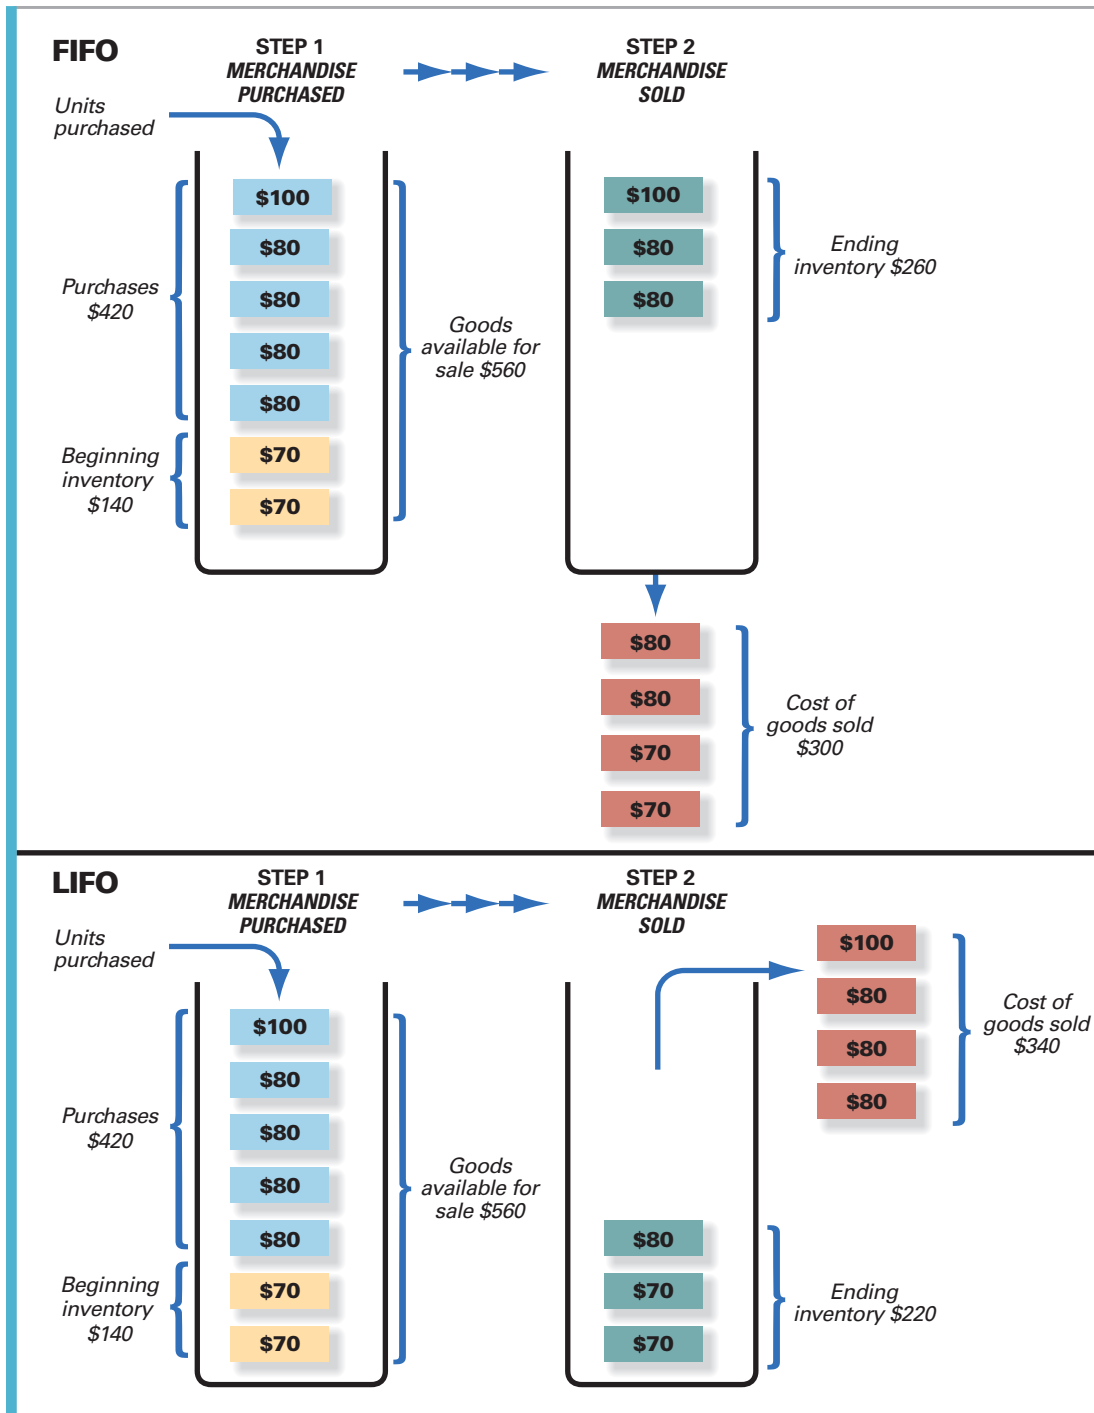 FIFO
STEP 1
MERCHANDISE
PURCHASED
STEP 2
MERCHANDISE
SOLD
Units
purchased
$100
$80
$80
$80
$80
$70
$70
Purchases
$420
Beginning
inventory
$140
Goods
available for
sale $560
$100
$80
$80
Ending
inventory $260
$80
$80
$70
$70
Cost of
goods sold
$300
LIFO
STEP 1
MERCHANDISE
PURCHASED
STEP 2
MERCHANDISE
SOLD
Units
purchased
$100
$80
$80
$80
$80
$70
$70
Purchases
$420
Beginning
inventory
$140
Goods
available for
sale $560
$100
$80
$80
$80
Cost of
goods sold
$340
$80
$70
$70
Ending
inventory $220